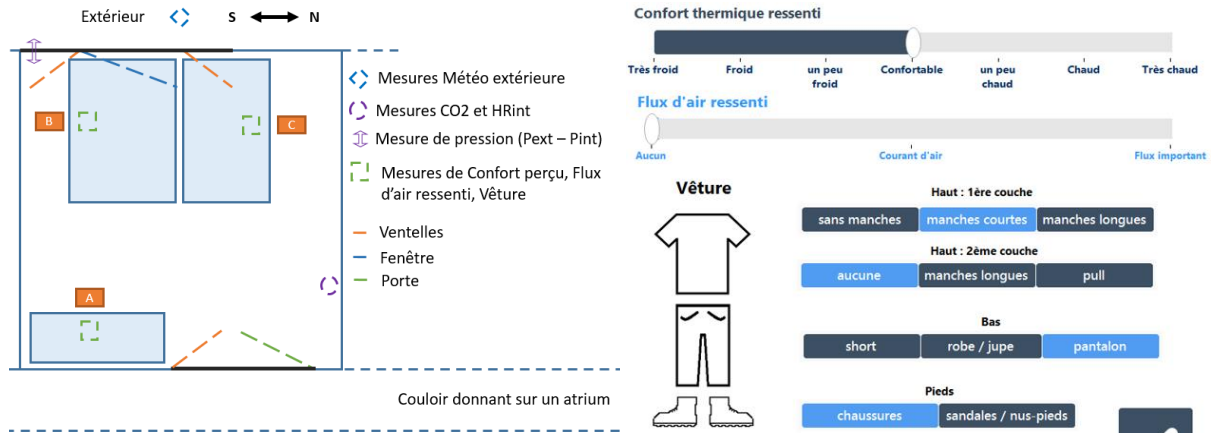 Extérieur
S
N
Mesures Météo extérieure
Mesures CO2 et HRint
Mesure de pression (Pext – Pint)
Mesures de Confort perçu, Flux
d'air ressenti, Vêture
Ventelles
Fenêtre
Porte
B
C
A
Couloir donnant sur un atrium
Confort thermique ressenti
Très froid
Froid
un peu
froid
Confortable
un peu
chaud
Chaud
Très chaud
Flux d'air ressenti
Aucun
Courant d'air
Flux important
Vêture
Haut : 1ère couche
sans manches
manches courtes
manches longues
Haut : 2ème couche
aucune
manches longues
pull
Bas
short
robe / jupe
pantalon
Pieds
chaussures
sandales / nus-pieds